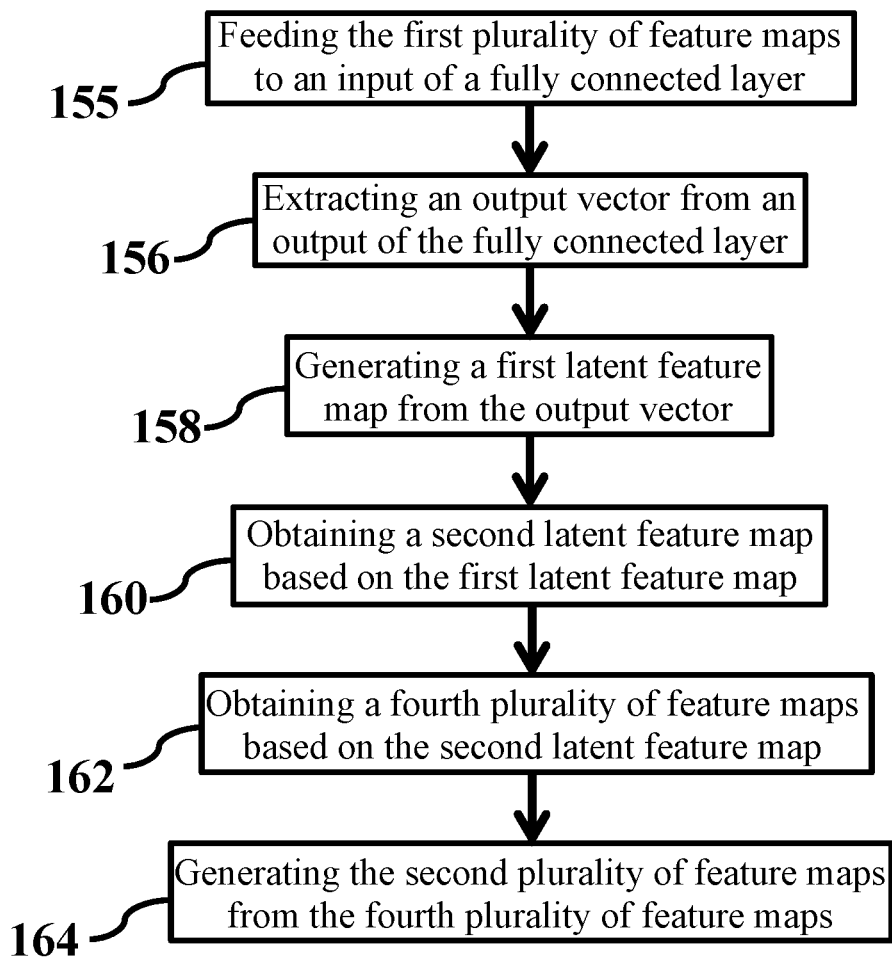 Feeding the first plurality of feature maps
to an input of a fully connected layer
155
Extracting an output vector from an
output of the fully connected layer
156
Generating a first latent feature
map from the output vector
158
Obtaining a second latent feature map
based on the first latent feature map
160
Obtaining a fourth plurality of feature maps
based on the second latent feature map
162
Generating the second plurality of feature maps
from the fourth plurality of feature maps
164